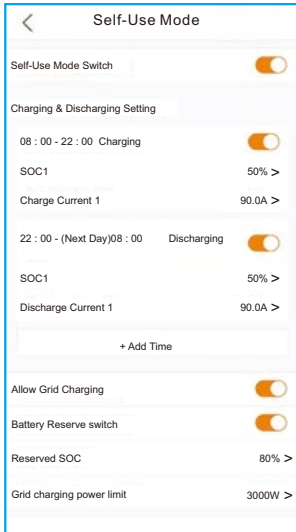 Self-Use Mode
Self-Use Mode Switch
Charging & Discharging Setting
08 : 00 - 22 : 00 Charging
SOC1 50% >
Charge Current 1 90.0A >
22 : 00 - (Next Day)08 : 00 Discharging
SOC1 50% >
Discharge Current 1 90.0A >
+ Add Time
Allow Grid Charging
Battery Reserve switch
Reserved SOC 80% >
Grid charging power limit 3000W >